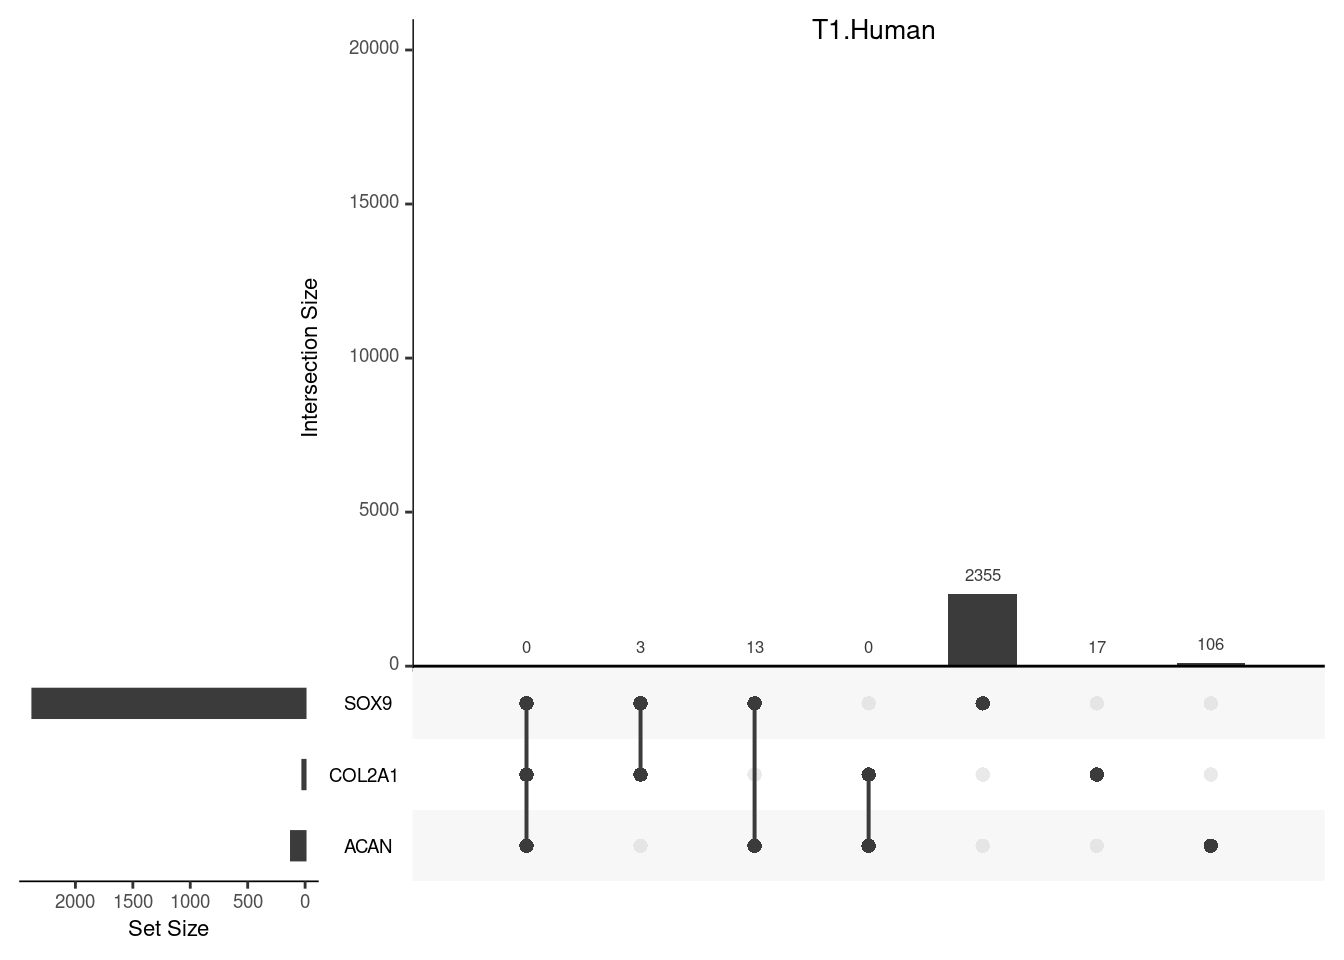 T1.Human
20000
15000
10000
5000
0
Intersection Size
0 3 13 0 2355 17 106
SOX9
COL2A1
ACAN
2000 1500 1000 500 0
Set Size